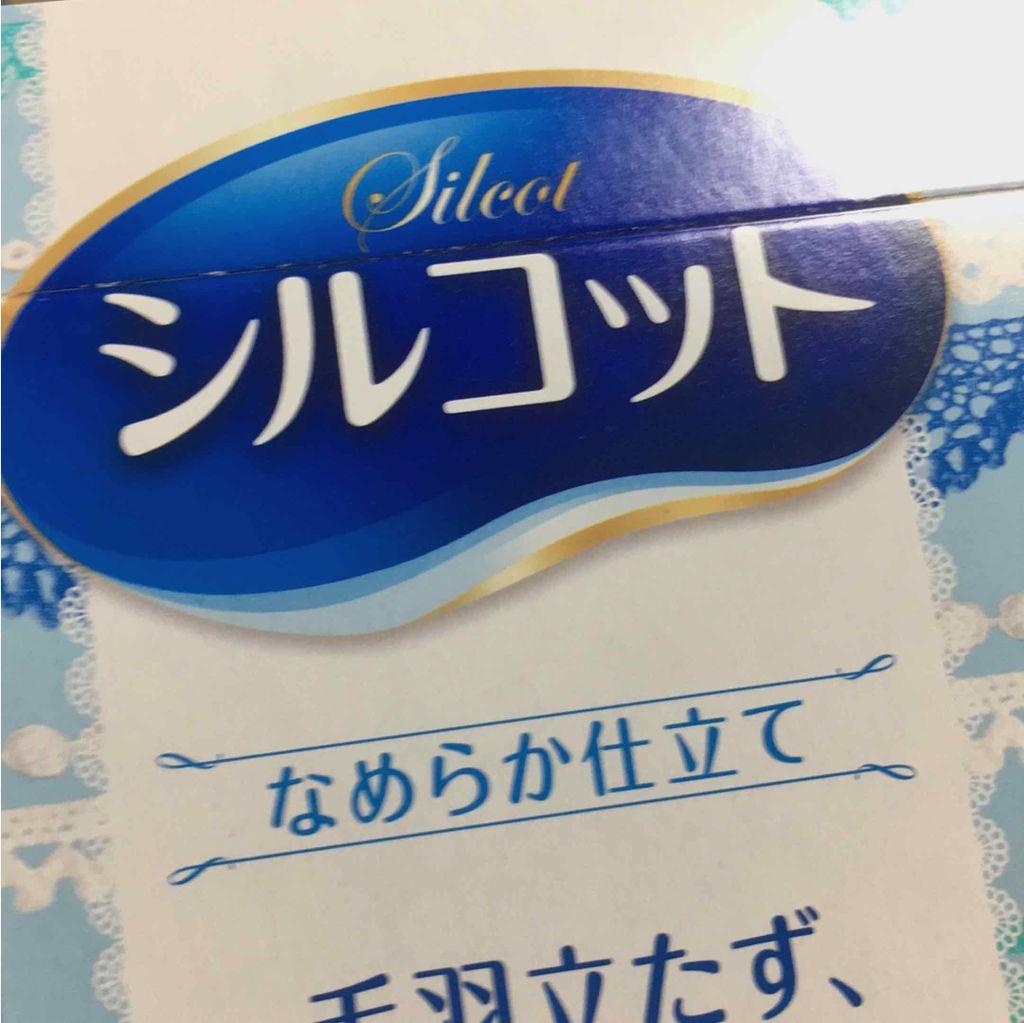 Silcot
シルコット
なめらか仕立て
毛羽立たず、